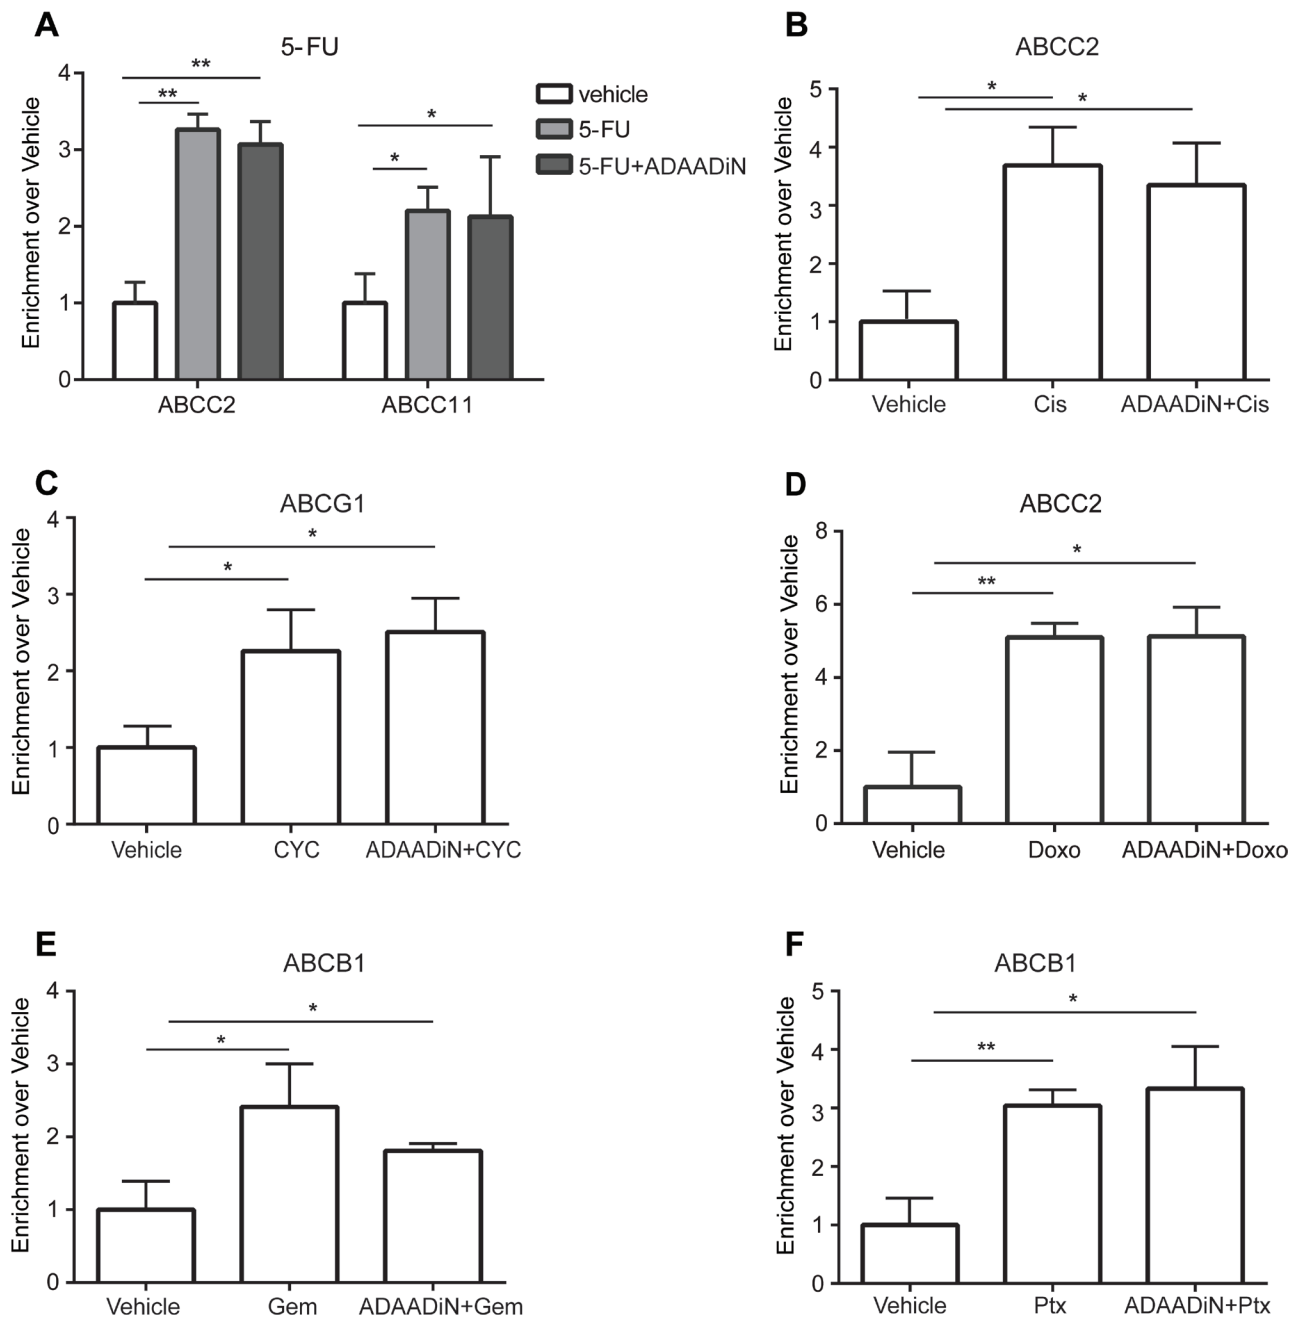 A
5-FU
Enrichment over Vehicle
4
3
2
1
0
**
**
*
*
ABCC2
ABCC11
vehicle
5-FU
5-FU+ADAADiN
B
ABCC2
Enrichment over Vehicle
5
4
3
2
1
0
*
*
Vehicle
Cis
ADAADiN+Cis
C
ABCG1
Enrichment over Vehicle
4
3
2
1
0
*
*
Vehicle
CYC
ADAADiN+CYC
D
ABCC2
Enrichment over Vehicle
8
6
4
2
0
*
**
Vehicle
Doxo
ADAADiN+Doxo
E
ABCB1
Enrichment over Vehicle
4
3
2
1
0
*
*
Vehicle
Gem
ADAADiN+Gem
F
ABCB1
Enrichment over Vehicle
5
4
3
2
1
0
*
**
Vehicle
Ptx
ADAADiN+Ptx